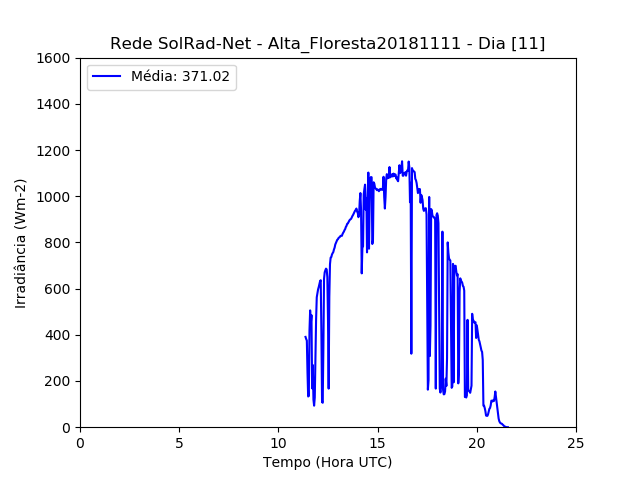 Rede SolRad-Net - Alta_Floresta20181111 - Dia [11]
Média: 371.02
1600
1400
1200
1000
800
600
400
200
0
Irradiância (Wm-2)
0 5 10 15 20 25
Tempo (Hora UTC)